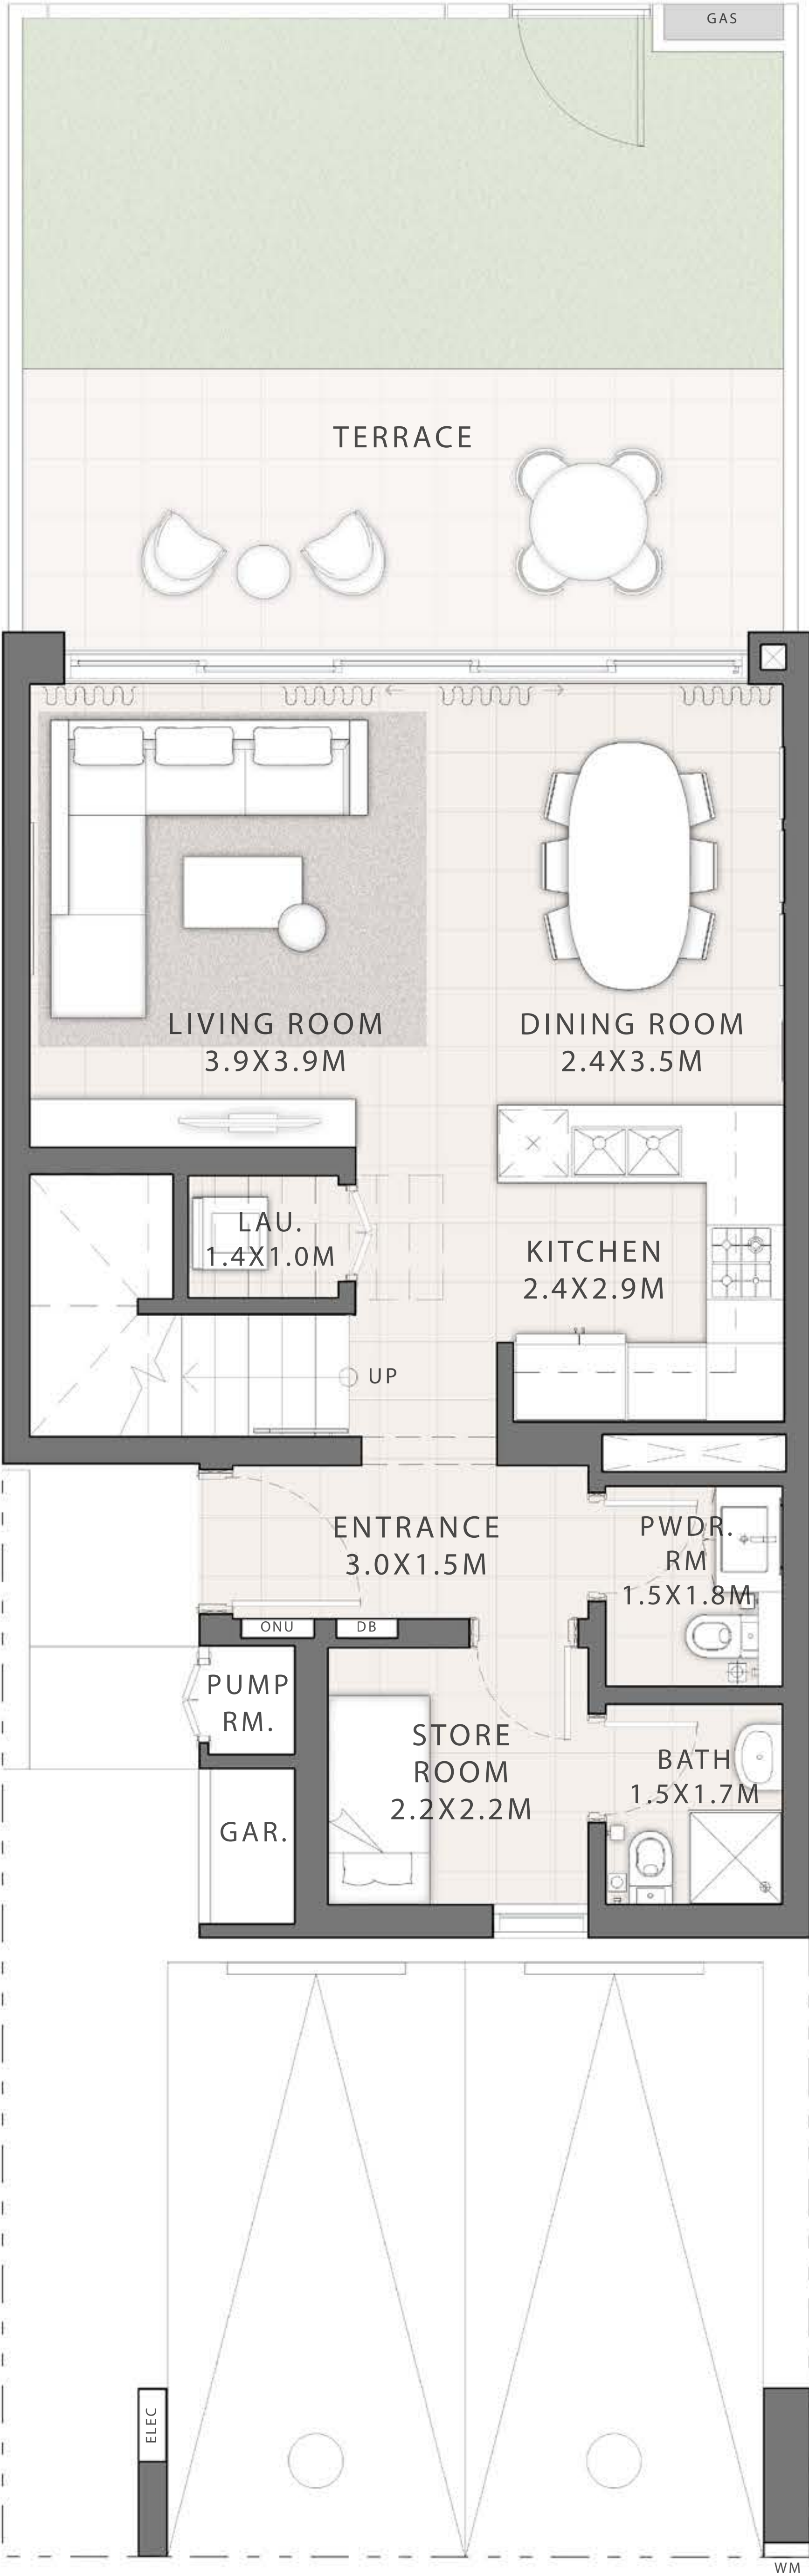 GAS
TERRACE
LIVING ROOM
3.9X3.9M
DINING ROOM
2.4X3.5M
LAU.
1.4X1.0M
KITCHEN
2.4X2.9M
UP
ENTRANCE
3.0X1.5M
PWDR.
RM
1.5X1.8M
ONU
DB
PUMP
RM.
STORE
ROOM
2.2X2.2M
BATH
1.5X1.7M
GAR.
ELEC
WM